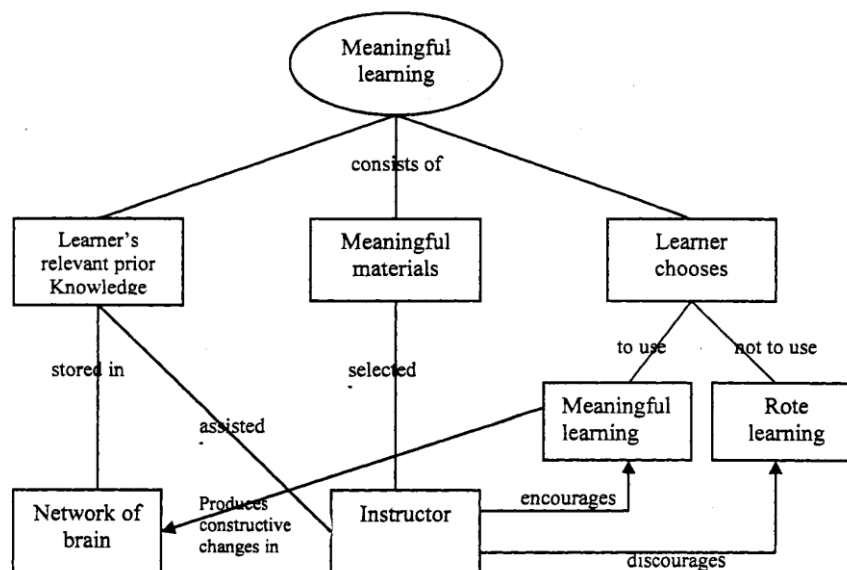 Meaningful
learning
consists of
Learner's
relevant prior
Knowledge
Meaningful
materials
Learner
chooses
stored in
selected
to use
not to use
assisted
Meaningful
learning
Rote
learning
Network of
brain
Produces
constructive
changes in
Instructor
encourages
discourages